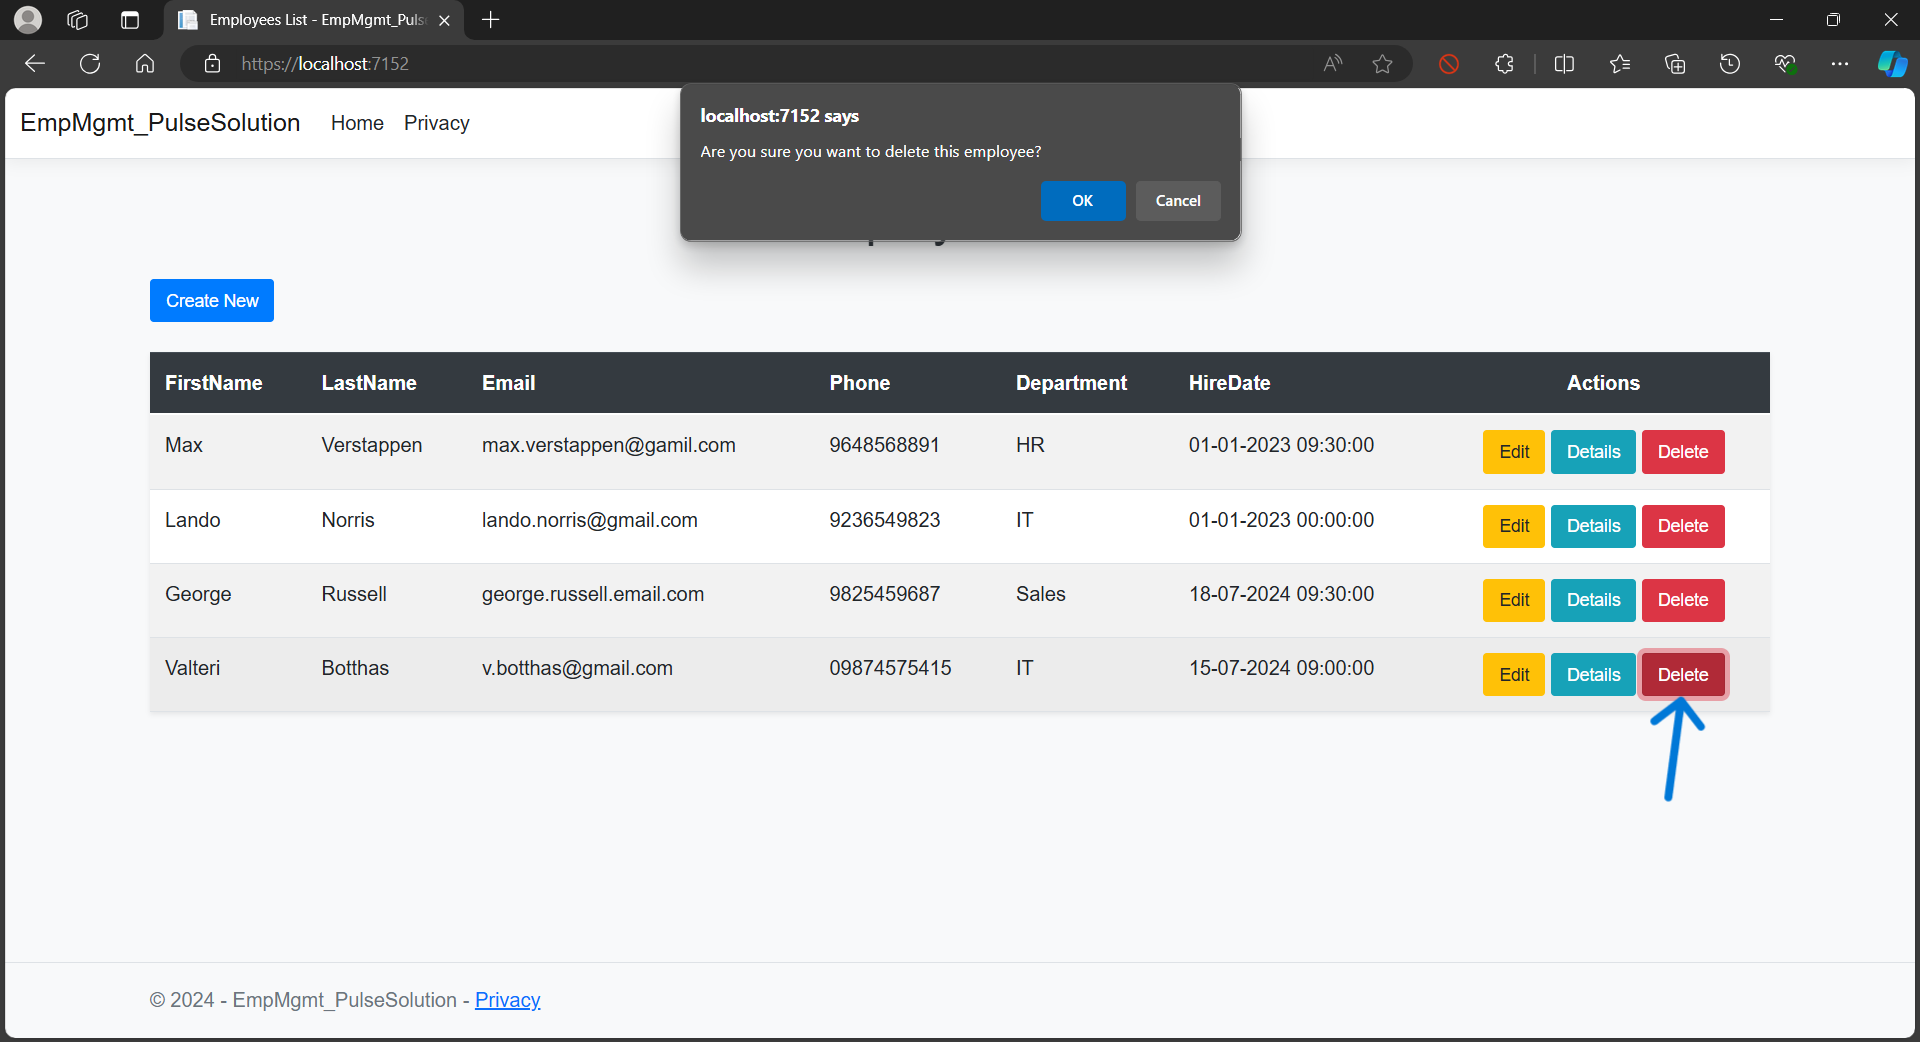 Employees List - EmpMgmt_Puls
https://localhost:7152
EmpMgmt_PulseSolution Home Privacy
localhost:7152 says
Are you sure you want to delete this employee?
OK Cancel
Create New
FirstName LastName Email Phone Department HireDate Actions
Max Verstappen max.verstappen@gamil.com 9648568891 HR 01-01-2023 09:30:00 Edit Details Delete
Lando Norris lando.norris@gmail.com 9236549823 IT 01-01-2023 00:00:00 Edit Details Delete
George Russell george.russell.email.com 9825459687 Sales 18-07-2024 09:30:00 Edit Details Delete
Valteri Botthas v.botthas@gmail.com 09874575415 IT 15-07-2024 09:00:00 Edit Details Delete
© 2024 - EmpMgmt_PulseSolution - Privacy